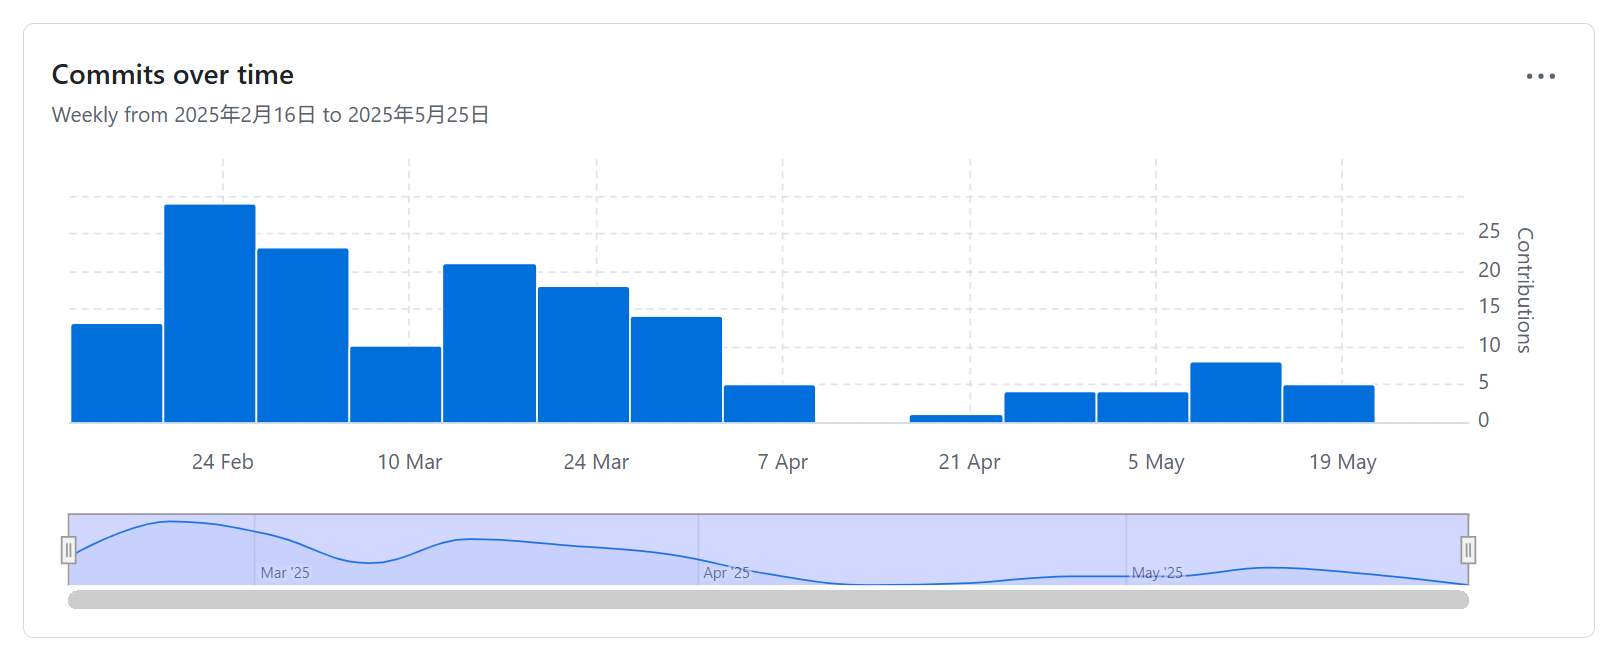 Commits over time
Weekly from 2025年2月16日 to 2025年5月25日
25
20
15
10
5
0
Contributions
24 Feb
10 Mar
24 Mar
7 Apr
21 Apr
5 May
19 May
Mar '25
Apr '25
May '25